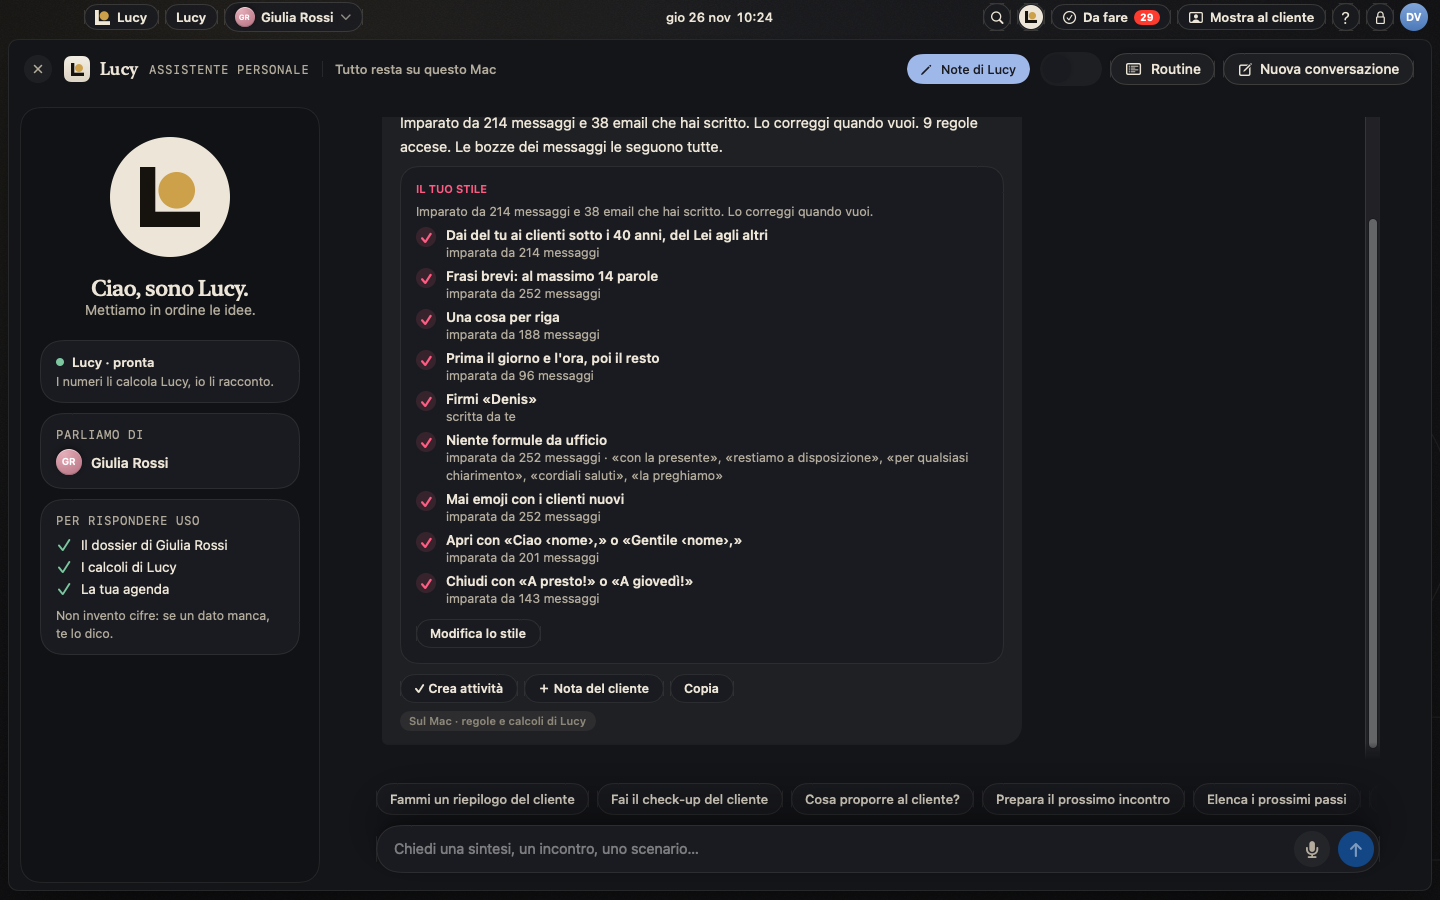 Lucy
Lucy
GR Giulia Rossi
gio 26 nov 10:24
Da fare 29
Mostra al cliente
?
DV
Lucy ASSISTENTE PERSONALE
Tutto resta su questo Mac
Note di Lucy
Routine
Nuova conversazione
Ciao, sono Lucy.
Mettiamo in ordine le idee.
Lucy · pronta
I numeri li calcola Lucy, io li racconto.
PARLIAMO DI
GR Giulia Rossi
PER RISPONDERE USO
Il dossier di Giulia Rossi
I calcoli di Lucy
La tua agenda
Non invento cifre: se un dato manca,
te lo dico.
Imparato da 214 messaggi e 38 email che hai scritto. Lo correggi quando vuoi. 9 regole
accese. Le bozze dei messaggi le seguono tutte.
IL TUO STILE
Imparato da 214 messaggi e 38 email che hai scritto. Lo correggi quando vuoi.
Dai del tu ai clienti sotto i 40 anni, del Lei agli altri
imparata da 214 messaggi
Frasi brevi: al massimo 14 parole
imparata da 252 messaggi
Una cosa per riga
imparata da 188 messaggi
Prima il giorno e l'ora, poi il resto
imparata da 96 messaggi
Firmi «Denis»
scritta da te
Niente formule da ufficio
imparata da 252 messaggi · «con la presente», «restiamo a disposizione», «per qualsiasi
chiarimento», «cordiali saluti», «la preghiamo»
Mai emoji con i clienti nuovi
imparata da 252 messaggi
Apri con «Ciao ‹nome›,» o «Gentile ‹nome›,»
imparata da 201 messaggi
Chiudi con «A presto!» o «A giovedì!»
imparata da 143 messaggi
Modifica lo stile
Crea attività
+ Nota del cliente
Copia
Sul Mac · regole e calcoli di Lucy
Fammi un riepilogo del cliente
Fai il check-up del cliente
Cosa proporre al cliente?
Prepara il prossimo incontro
Elenca i prossimi passi
Chiedi una sintesi, un incontro, uno scenario...